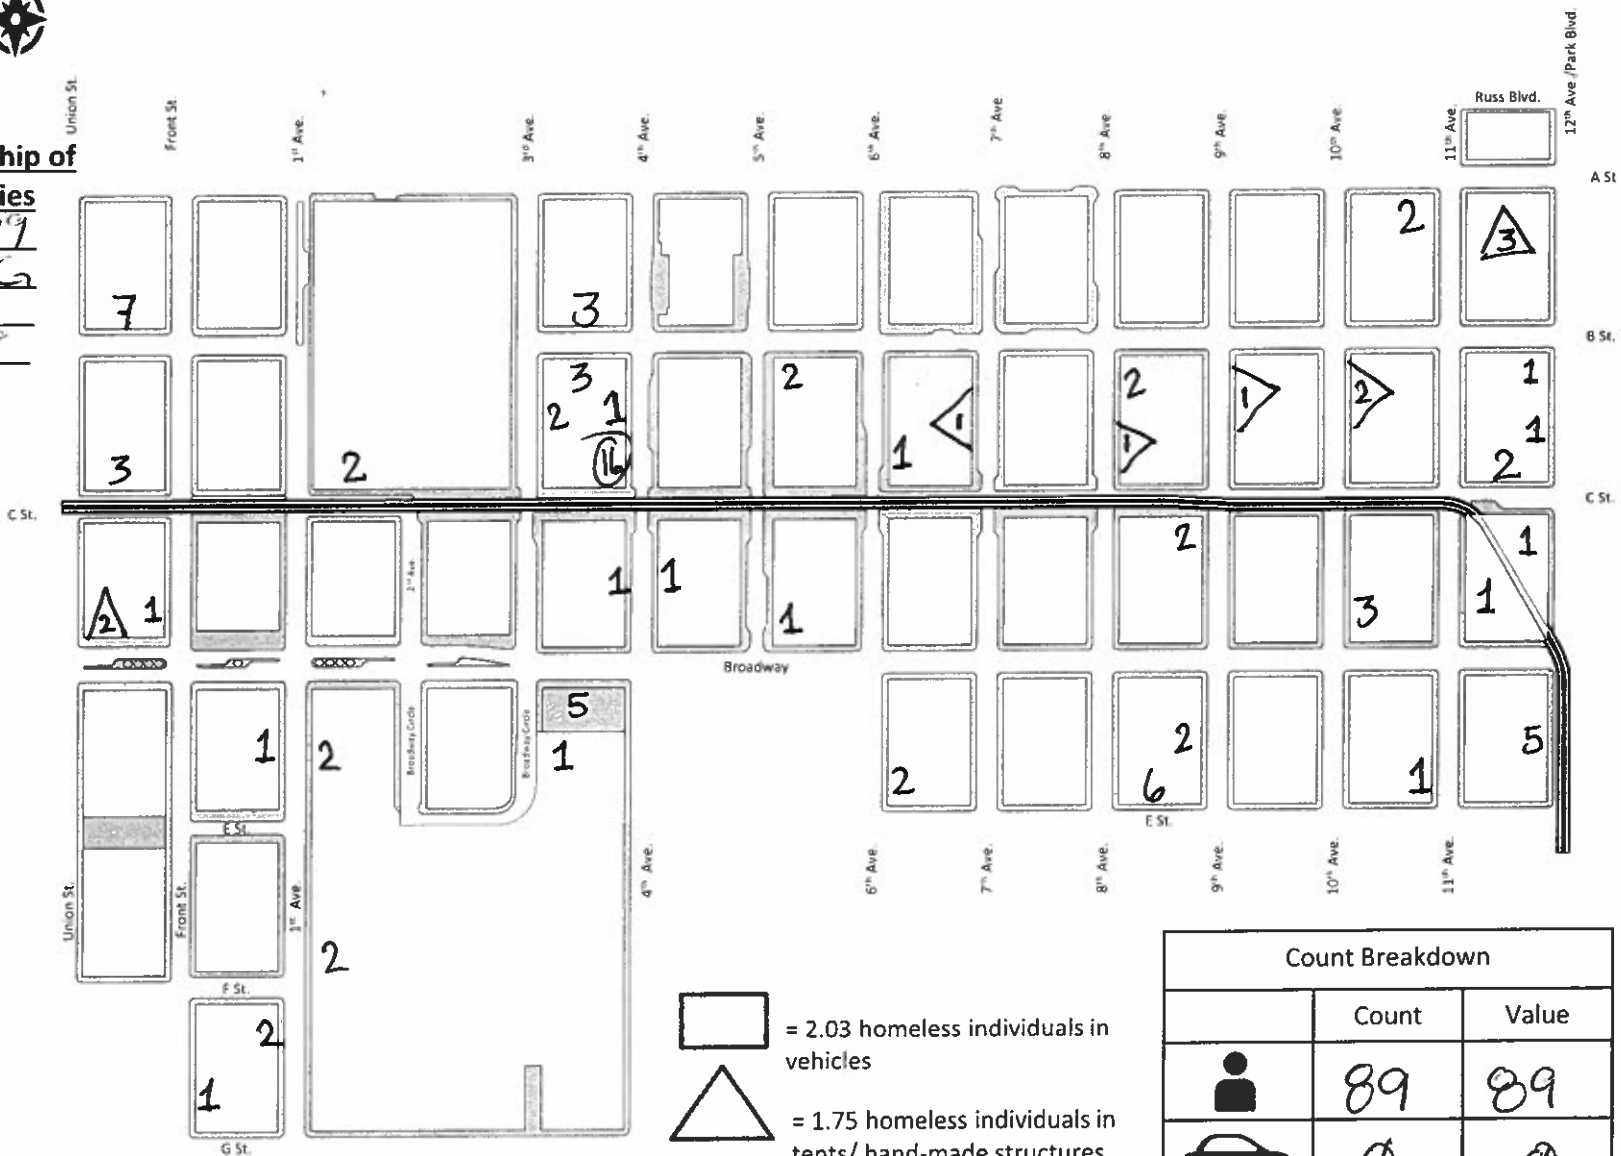 Union St.
Front St.
1st Ave.
3rd Ave.
4th Ave.
5th Ave.
6th Ave.
7th Ave
8th Ave.
9th Ave.
10th Ave.
11th Ave.
Russ Blvd.
12th Ave /Park Blvd.
hip of
ies
9
A St
2
3
7
3
B St.
3
2
1
16
2
1
1
2
1
1
2
1
1
2
3
2
C St.
C St.
2
1
1
1
1
2
3
1
1
Broadway
1
2
Broadway Circle
Broadway Circle
5
1
2
2
6
1
5
E St.
E St.
Union St.
Front St.
1st Ave.
4th Ave.
6th Ave.
7th Ave.
8th Ave.
9th Ave.
10th Ave.
11th Ave.
2
F St.
2
1
G St.
= 2.03 homeless individuals in
vehicles
= 1.75 homeless individuals in
tents/ hand-made structures
Count Breakdown
Count Value
89 89